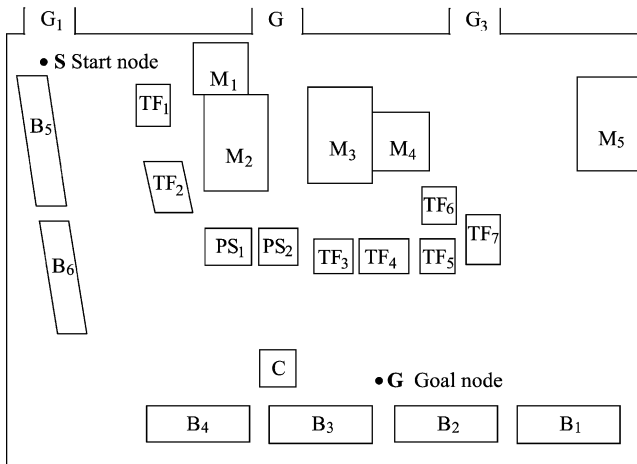 G₁ G G₃
• S Start node
B₅
TF₁
M₁
M₂
M₃
M₄
M₅
TF₂
TF₆
TF₇
B₆
PS₁
PS₂
TF₃
TF₄
TF₅
C
• G Goal node
B₄
B₃
B₂
B₁